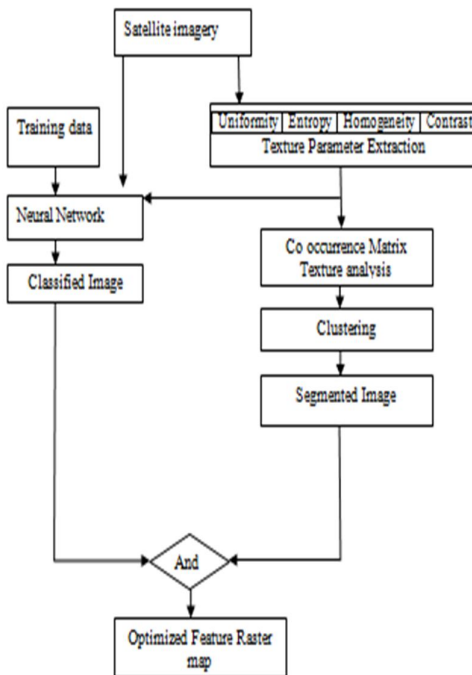 Satellite imagery
Training data
Uniformity Entropy Homogeneity Contrast
Texture Parameter Extraction
Neural Network
Co occurrence Matrix
Texture analysis
Classified Image
Clustering
Segmented Image
And
Optimized Feature Raster
map